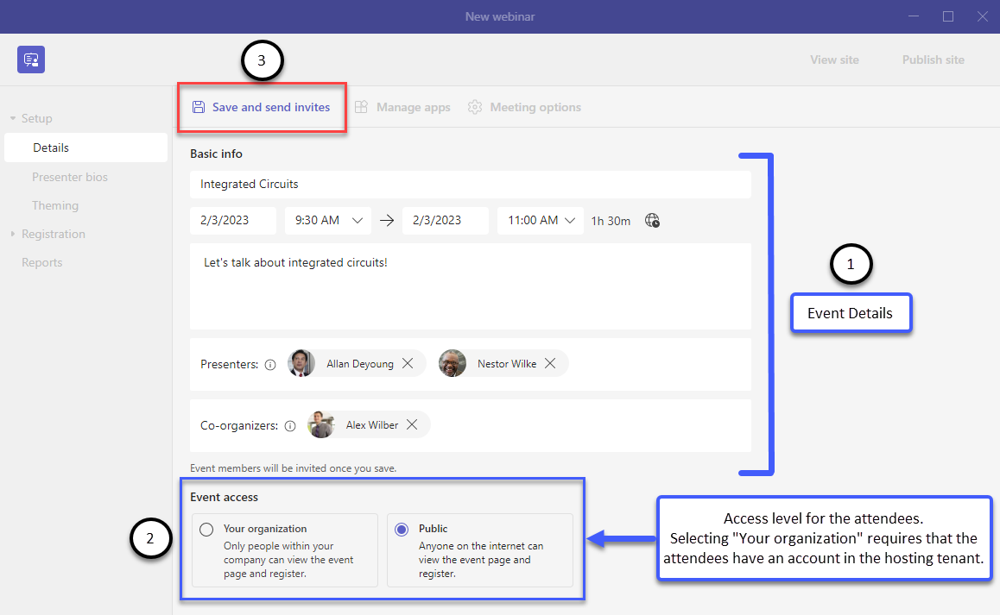 New webinar
3
View site
Publish site
Save and send invites
Manage apps
Meeting options
Setup
Details
Presenter bios
Theming
Registration
Reports
Basic info
Integrated Circuits
2/3/2023
9:30 AM
2/3/2023
11:00 AM
1h 30m
Let's talk about integrated circuits!
Presenters:
Allan Deyoung
Nestor Wilke
Co-organizers:
Alex Wilber
Event members will be invited once you save.
1
Event Details
2
Event access
Your organization
Only people within your
company can view the event
page and register.
Public
Anyone on the internet can
view the event page and
register.
Access level for the attendees.
Selecting "Your organization" requires that the
attendees have an account in the hosting tenant.